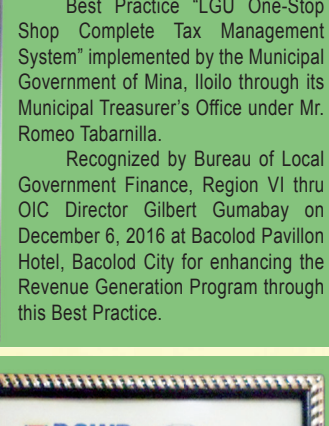 Best Practice “LGU One-Stop
Shop Complete Tax Management
System” implemented by the Municipal
Government of Mina, Iloilo through its
Municipal Treasurer’s Office under Mr.
Romeo Tabarnilla.
Recognized by Bureau of Local
Government Finance, Region VI thru
OIC Director Gilbert Gumabay on
December 6, 2016 at Bacolod Pavillon
Hotel, Bacolod City for enhancing the
Revenue Generation Program through
this Best Practice.